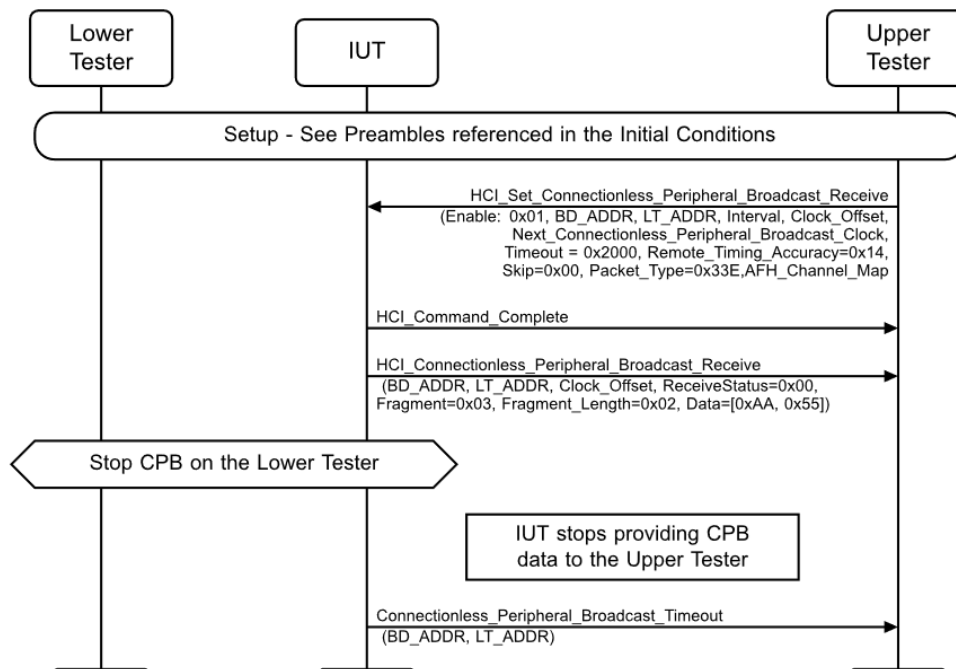 Lower
Tester
IUT
Upper
Tester
Setup - See Preambles referenced in the Initial Conditions
HCI_Set_Connectionless_Peripheral_Broadcast_Receive
(Enable: 0x01, BD_ADDR, LT_ADDR, Interval, Clock_Offset,
Next_Connectionless_Peripheral_Broadcast_Clock,
Timeout = 0x2000, Remote_Timing_Accuracy=0x14,
Skip=0x00, Packet_Type=0x33E,AFH_Channel_Map
HCI_Command_Complete
HCI_Connectionless_Peripheral_Broadcast_Receive
(BD_ADDR, LT_ADDR, Clock_Offset, ReceiveStatus=0x00,
Fragment=0x03, Fragment_Length=0x02, Data=[0xAA, 0x55])
Stop CPB on the Lower Tester
IUT stops providing CPB
data to the Upper Tester
Connectionless_Peripheral_Broadcast_Timeout
(BD_ADDR, LT_ADDR)